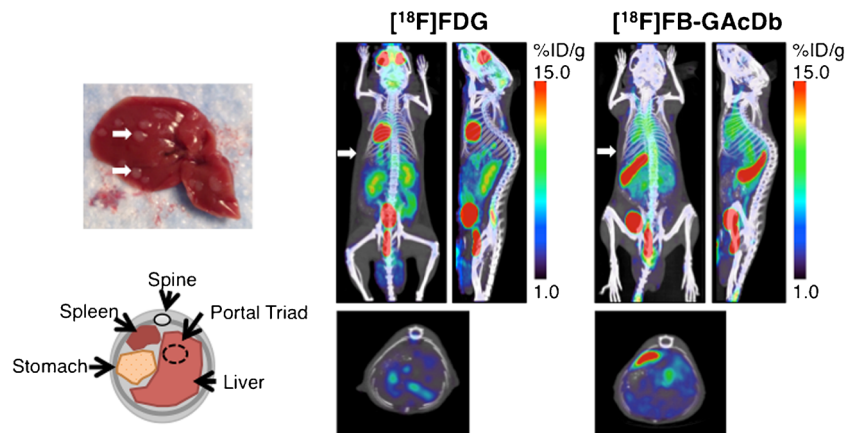 [¹⁸F]FDG
[¹⁸F]FB-GAcDb
%ID/g
15.0
1.0
%ID/g
15.0
1.0
Spine
Spleen
Portal Triad
Stomach
Liver